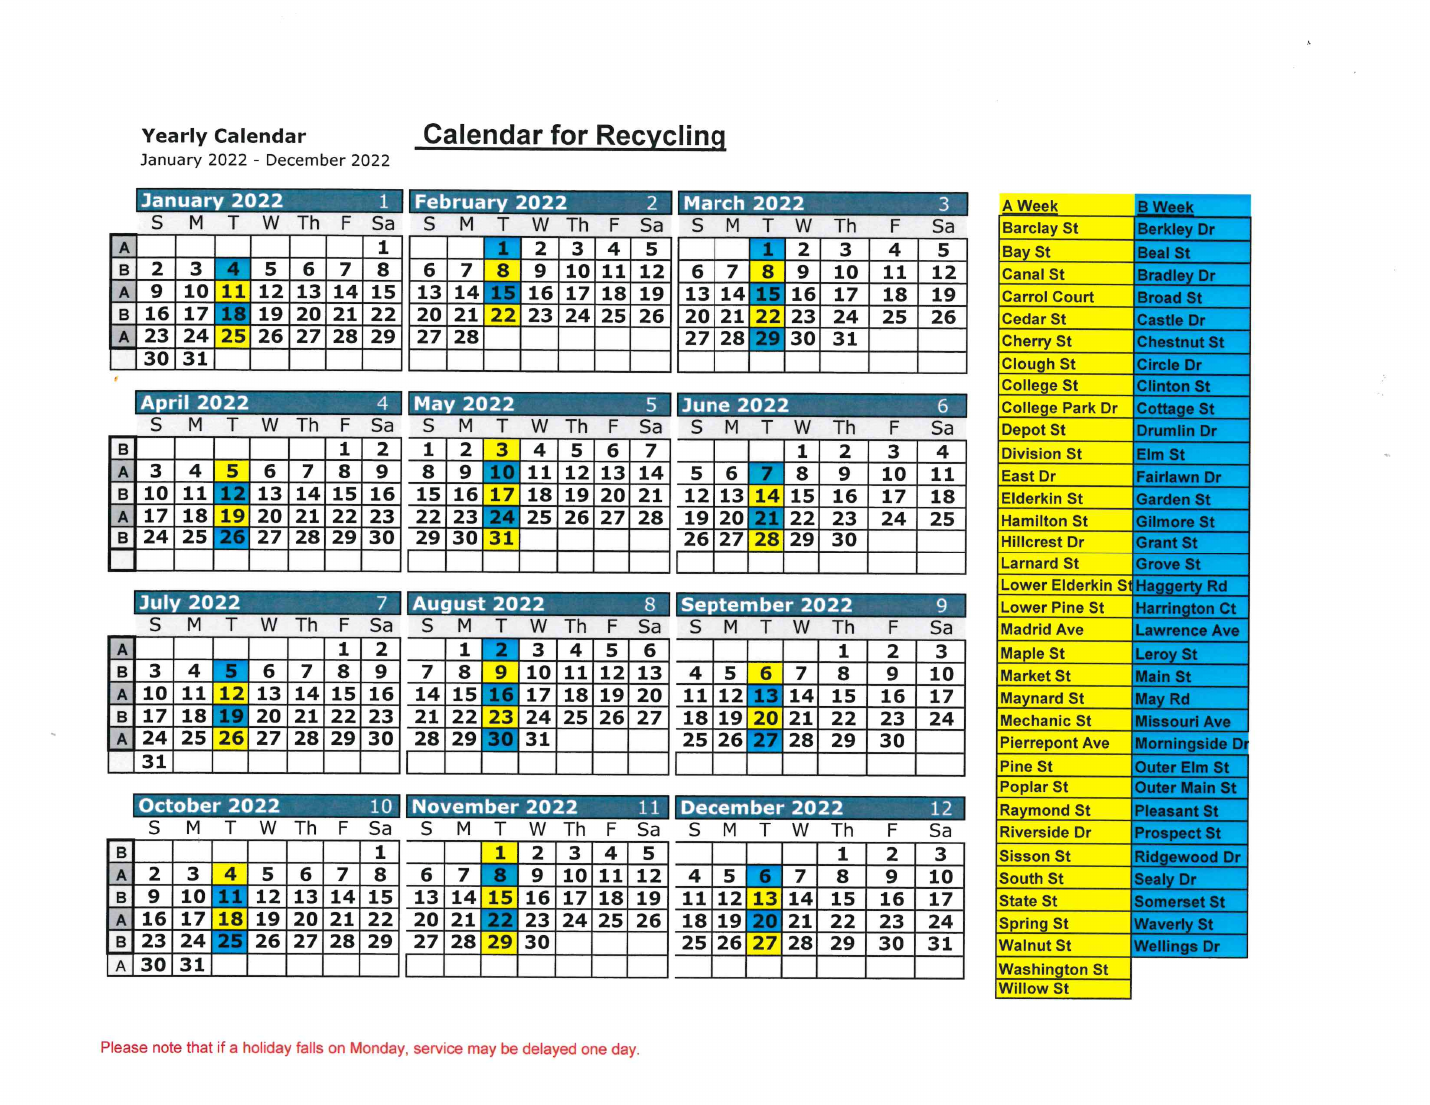 Yearly Calendar Calendar for Recycling
January 2022 - December 2022
January 2022 1 February 2022 2 March 2022 3
S M T W Th F Sa S M T W Th F Sa S M T W Th F Sa
A 1 1 2 3 4 5 1 2 3 4 5
B 2 3 4 5 6 7 8 6 7 8 9 10 11 12 6 7 8 9 10 11 12
A 9 10 11 12 13 14 15 13 14 15 16 17 18 19 13 14 15 16 17 18 19
B 16 17 18 19 20 21 22 20 21 22 23 24 25 26 20 21 22 23 24 25 26
A 23 24 25 26 27 28 29 27 28 27 28 29 30 31
30 31
April 2022 4 May 2022 5 June 2022 6
S M T W Th F Sa S M T W Th F Sa S M T W Th F Sa
B 1 2 1 2 3 4 5 6 7 1 2 3 4
A 3 4 5 6 7 8 9 8 9 10 11 12 13 14 5 6 7 8 9 10 11
B 10 11 12 13 14 15 16 15 16 17 18 19 20 21 12 13 14 15 16 17 18
A 17 18 19 20 21 22 23 22 23 24 25 26 27 28 19 20 21 22 23 24 25
B 24 25 26 27 28 29 30 29 30 31 26 27 28 29 30
July 2022 7 August 2022 8 September 2022 9
S M T W Th F Sa S M T W Th F Sa S M T W Th F Sa
A 1 2 1 2 3 4 5 6 1 2 3
B 3 4 5 6 7 8 9 7 8 9 10 11 12 13 4 5 6 7 8 9 10
A 10 11 12 13 14 15 16 14 15 16 17 18 19 20 11 12 13 14 15 16 17
B 17 18 19 20 21 22 23 21 22 23 24 25 26 27 18 19 20 21 22 23 24
A 24 25 26 27 28 29 30 28 29 30 31 25 26 27 28 29 30
31
October 2022 10 November 2022 11 December 2022 12
S M T W Th F Sa S M T W Th F Sa S M T W Th F Sa
B 1 1 2 3 4 5 1 2 3
A 2 3 4 5 6 7 8 6 7 8 9 10 11 12 4 5 6 7 8 9 10
B 9 10 11 12 13 14 15 13 14 15 16 17 18 19 11 12 13 14 15 16 17
A 16 17 18 19 20 21 22 20 21 22 23 24 25 26 18 19 20 21 22 23 24
B 23 24 25 26 27 28 29 27 28 29 30 25 26 27 28 29 30 31
A 30 31
A Week B Week
Barclay St Berkley Dr
Bay St Beal St
Canal St Bradley Dr
Carrol Court Broad St
Cedar St Castle Dr
Cherry St Chestnut St
Clough St Circle Dr
College St Clinton St
College Park Dr Cottage St
Depot St Drumlin Dr
Division St Elm St
East Dr Fairlawn Dr
Elderkin St Garden St
Hamilton St Gilmore St
Hillcrest Dr Grant St
Larnard St Grove St
Lower Elderkin St Haggerty Rd
Lower Pine St Harrington Ct
Madrid Ave Lawrence Ave
Maple St Leroy St
Market St Main St
Maynard St May Rd
Mechanic St Missouri Ave
Pierrepont Ave Morningside Dr
Pine St Outer Elm St
Poplar St Outer Main St
Raymond St Pleasant St
Riverside Dr Prospect St
Sisson St Ridgewood Dr
South St Sealy Dr
State St Somerset St
Spring St Waverly St
Walnut St Wellings Dr
Washington St
Willow St
Please note that if a holiday falls on Monday, service may be delayed one day.